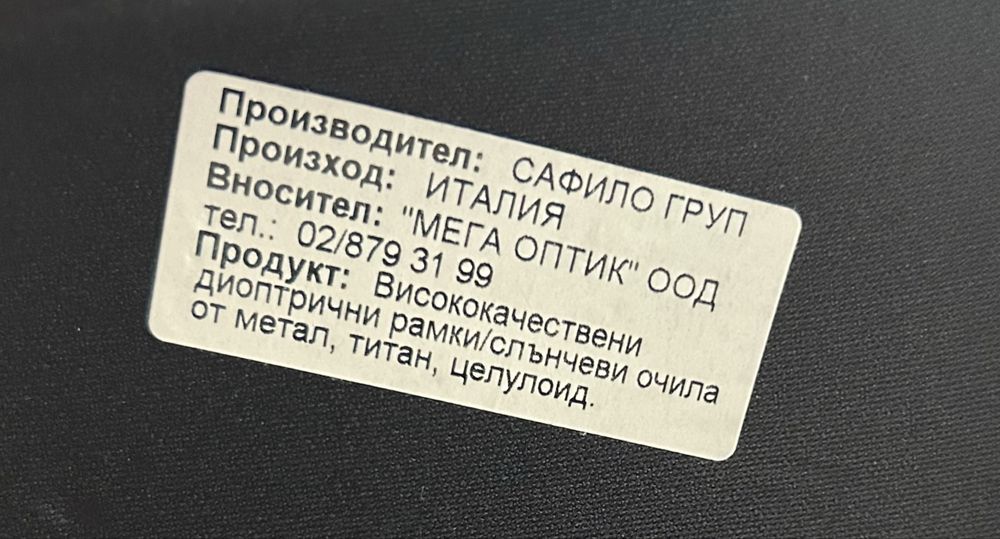 Производител: САФИЛО ГРУП
Произход: ИТАЛИЯ
Вносител: "МЕГА ОПТИК" ООД
тел.: 02/879 31 99
Продукт: Висококачествени
диоптрични рамки/слънчеви очила
от метал, титан, целулоид.